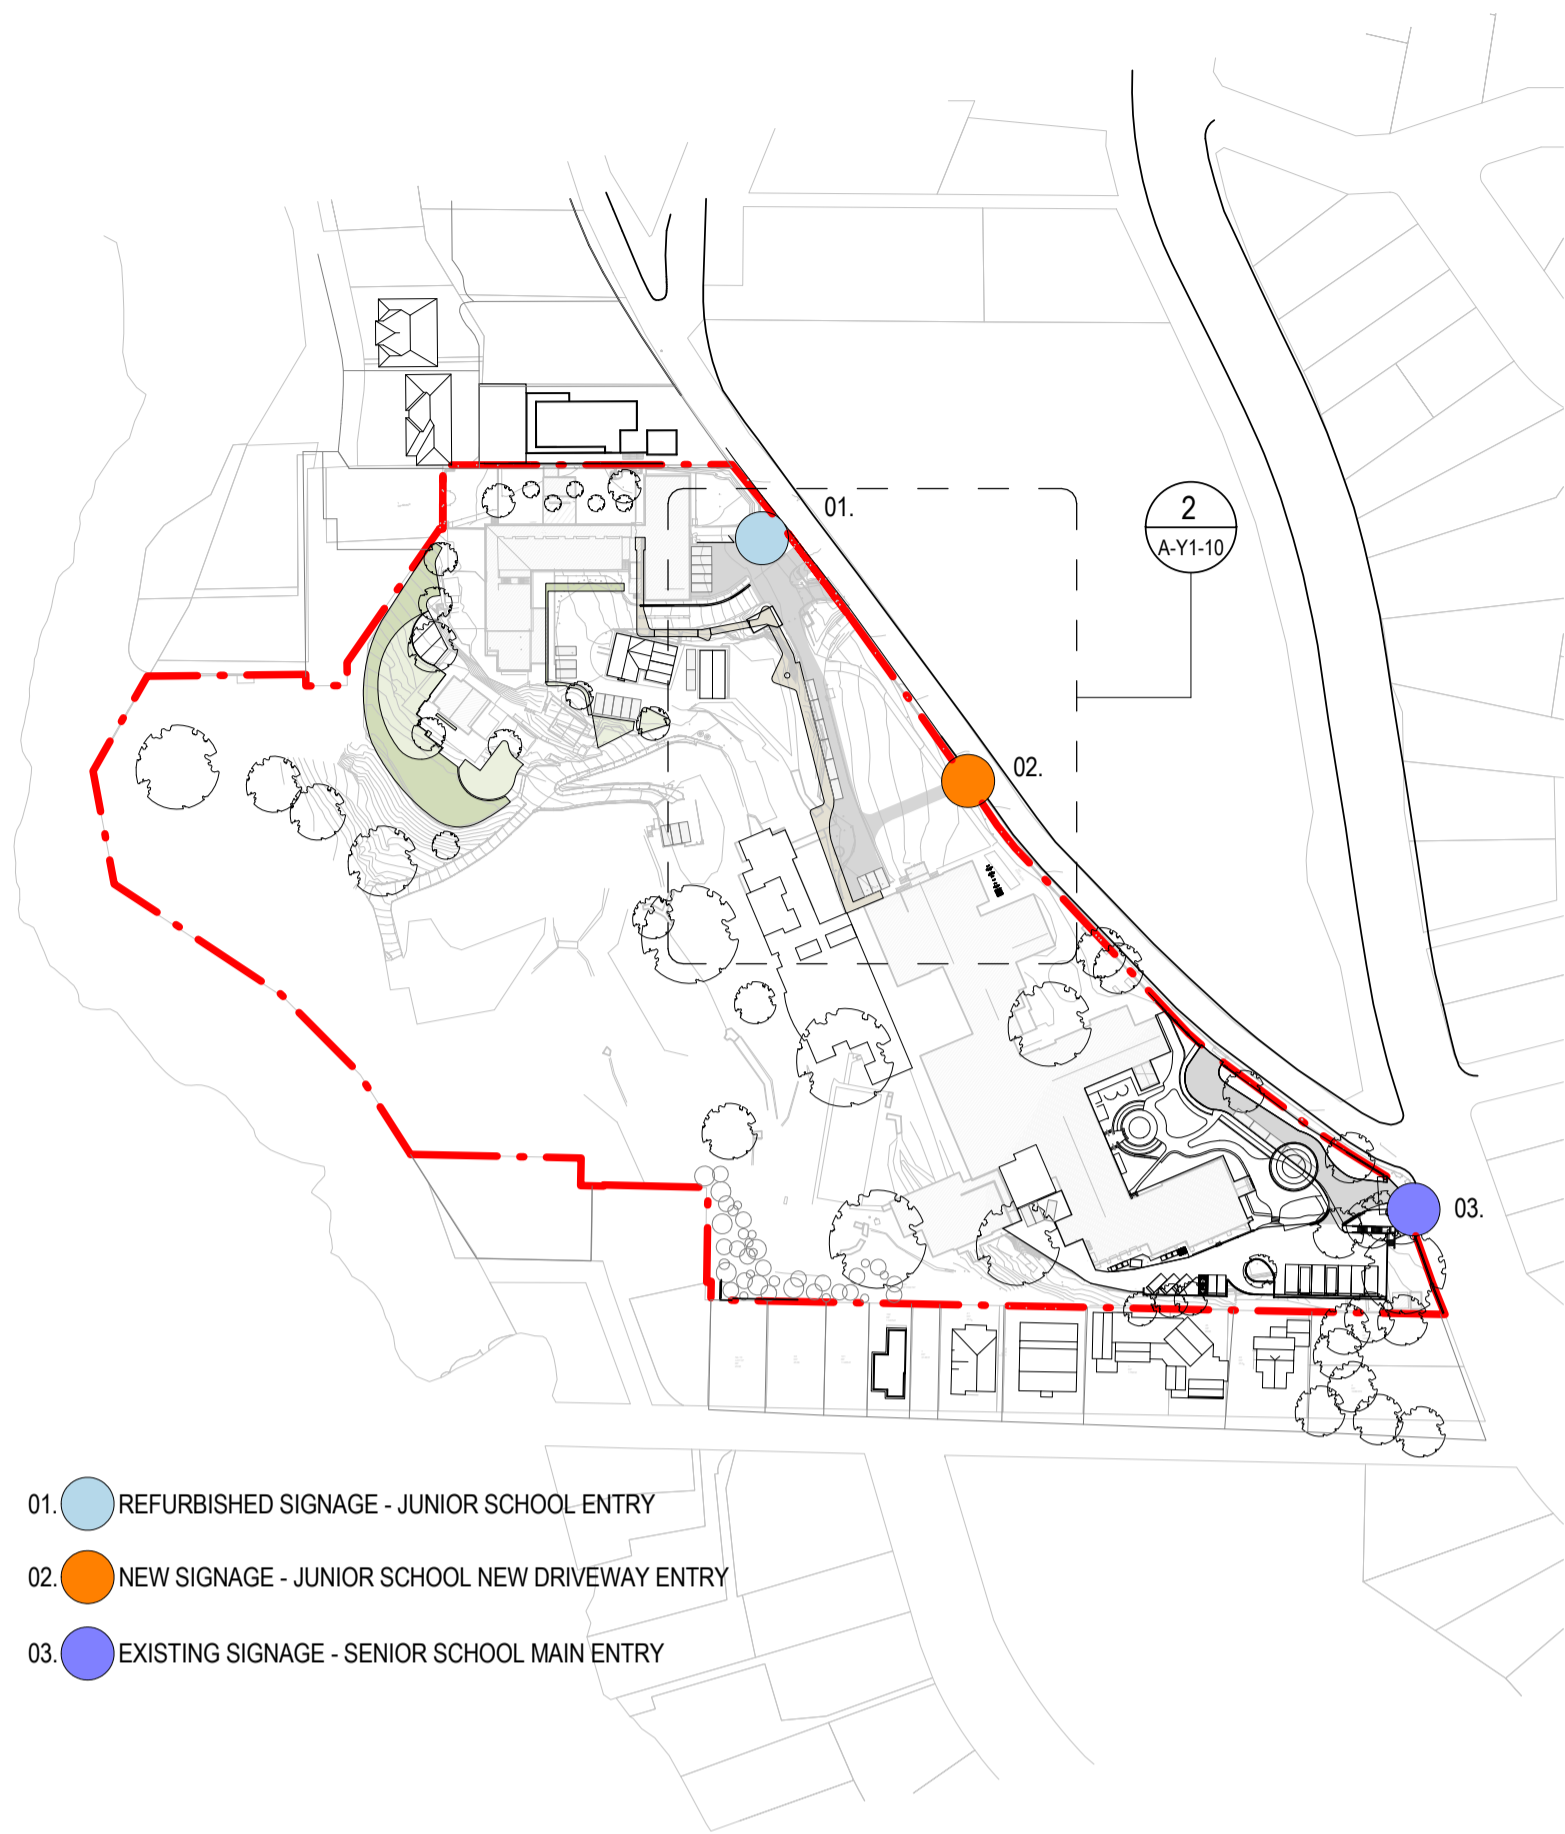 01.
2
A-Y1-10
02.
03.
01. REFURBISHED SIGNAGE - JUNIOR SCHOOL ENTRY
02. NEW SIGNAGE - JUNIOR SCHOOL NEW DRIVEWAY ENTRY
03. EXISTING SIGNAGE - SENIOR SCHOOL MAIN ENTRY